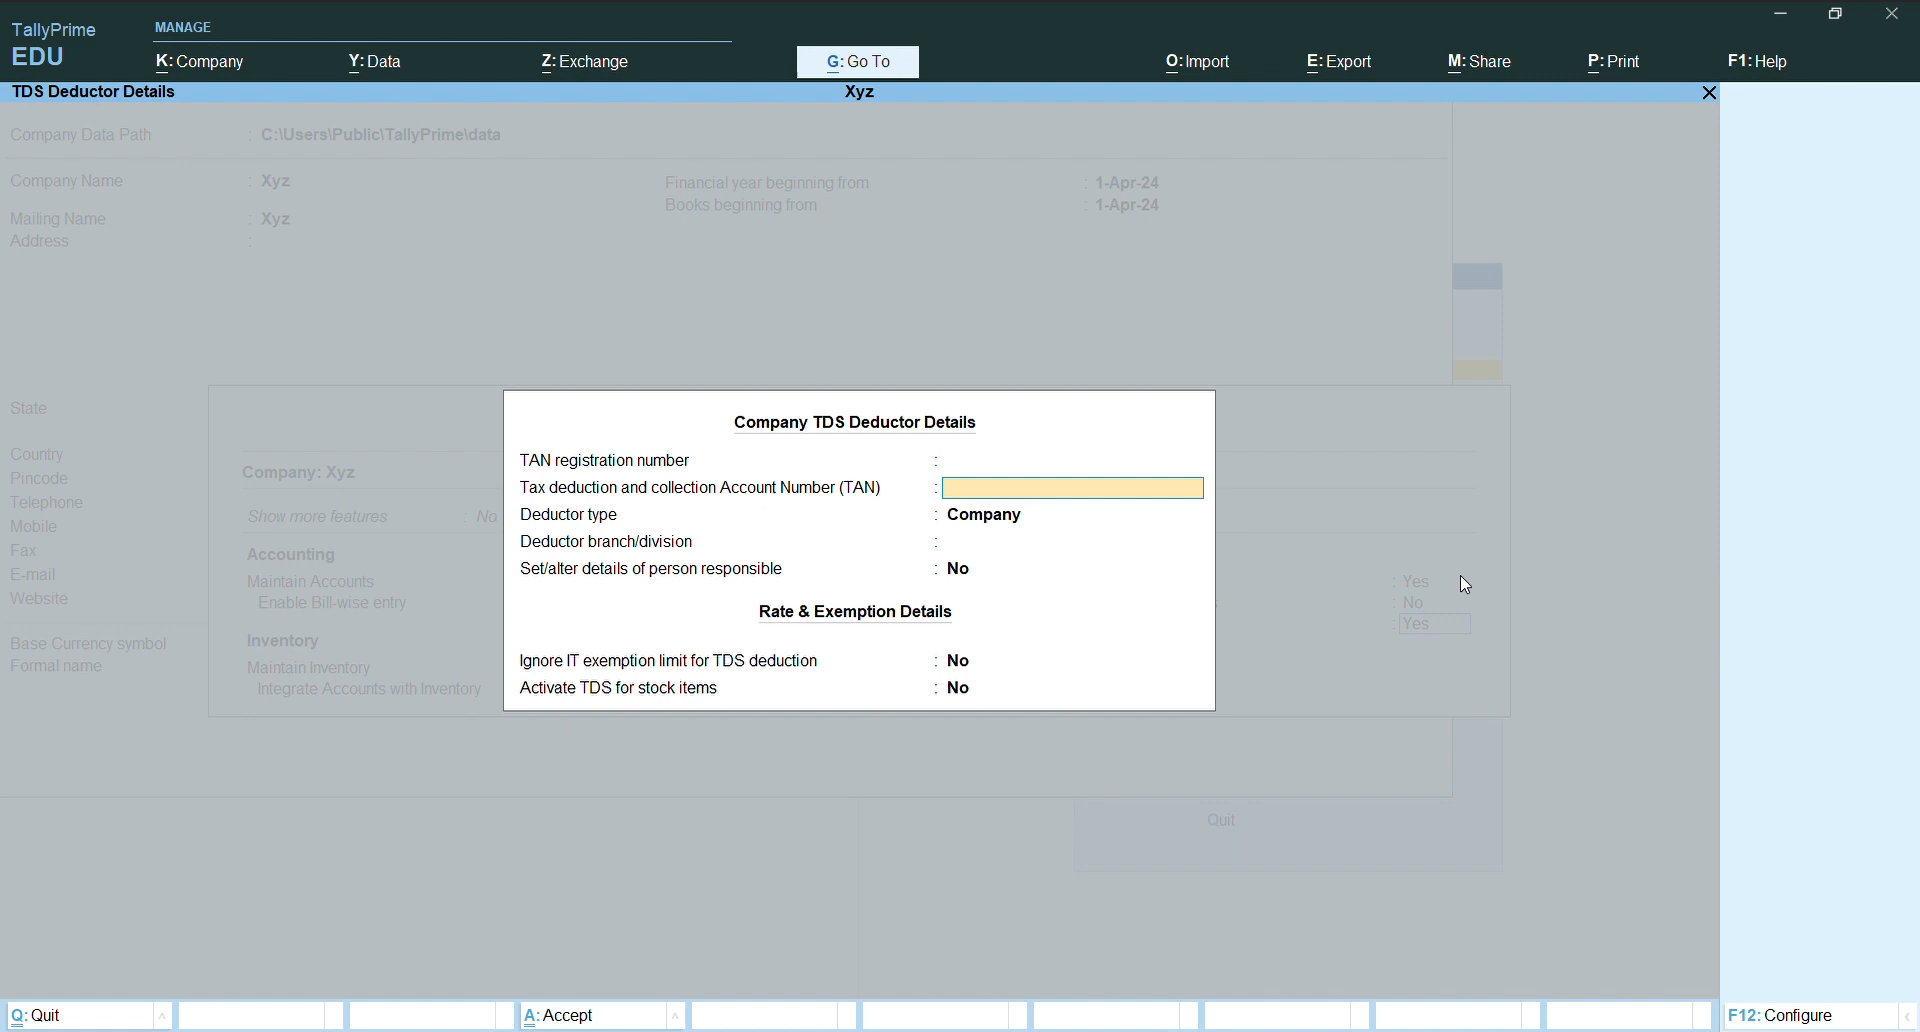 TallyPrime
EDU
MANAGE
K: Company
Y: Data
Z: Exchange
G: Go To
O: Import
E: Export
M: Share
P: Print
F1: Help
TDS Deductor Details
Xyz
Company Data Path : C:\Users\Public\TallyPrime\data
Company Name : Xyz
Financial year beginning from : 1-Apr-24
Books beginning from : 1-Apr-24
Mailing Name : Xyz
Address :
State
Country
Pincode
Telephone
Mobile
Fax
E-mail
Website
Base Currency symbol
Formal name
Company: Xyz
Show more features : No
Accounting
Maintain Accounts
Enable Bill-wise entry
Inventory
Maintain Inventory
Integrate Accounts with Inventory
: Yes
: No
: Yes
Company TDS Deductor Details
TAN registration number :
Tax deduction and collection Account Number (TAN) :
Deductor type : Company
Deductor branch/division :
Set/alter details of person responsible : No
Rate & Exemption Details
Ignore IT exemption limit for TDS deduction : No
Activate TDS for stock items : No
Quit
Q: Quit
A: Accept
F12: Configure